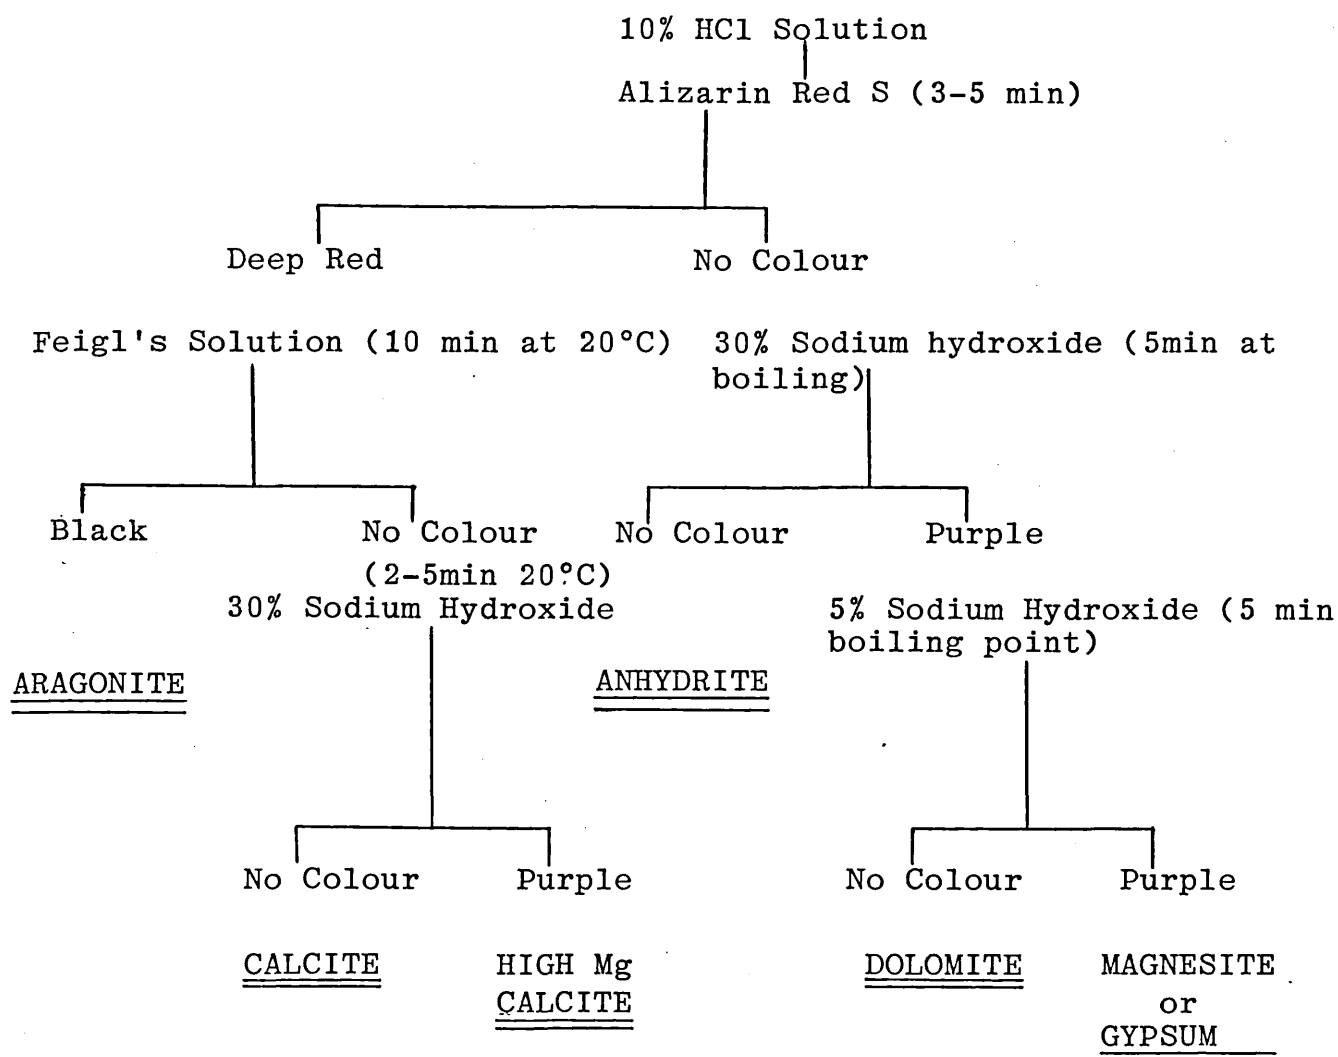 10% HCl Solution
Alizarin Red S (3-5 min)
Deep Red No Colour
Feigl's Solution (10 min at 20°C) 30% Sodium hydroxide (5min at
boiling)
Black No Colour No Colour Purple
(2-5min 20°C)
30% Sodium Hydroxide 5% Sodium Hydroxide (5 min
boiling point)
ARAGONITE ANHYDRITE
No Colour Purple No Colour Purple
CALCITE HIGH Mg DOLOMITE MAGNESITE
CALCITE or
GYPSUM